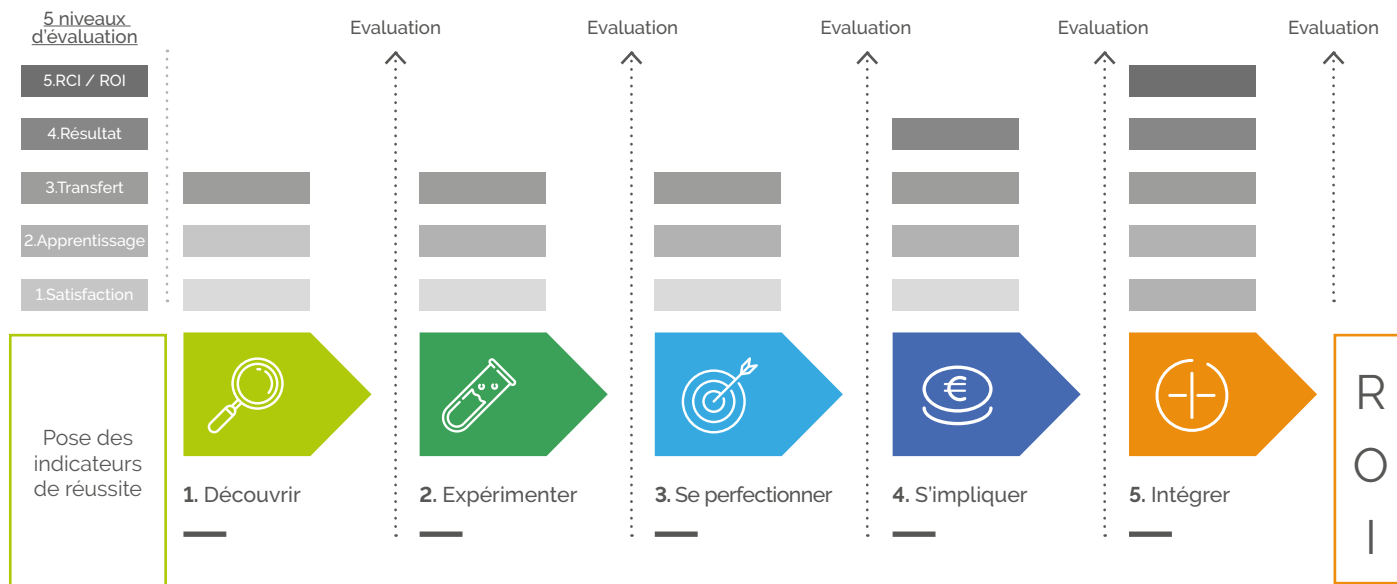 5 niveaux
d'évaluation
Evaluation
Evaluation
Evaluation
Evaluation
Evaluation
5.RCI / ROI
4.Résultat
3.Transfert
2.Apprentissage
1.Satisfaction
€
Pose des
indicateurs
de réussite
1. Découvrir
2. Expérimenter
3. Se perfectionner
4. S'impliquer
5. Intégrer
R
O
I